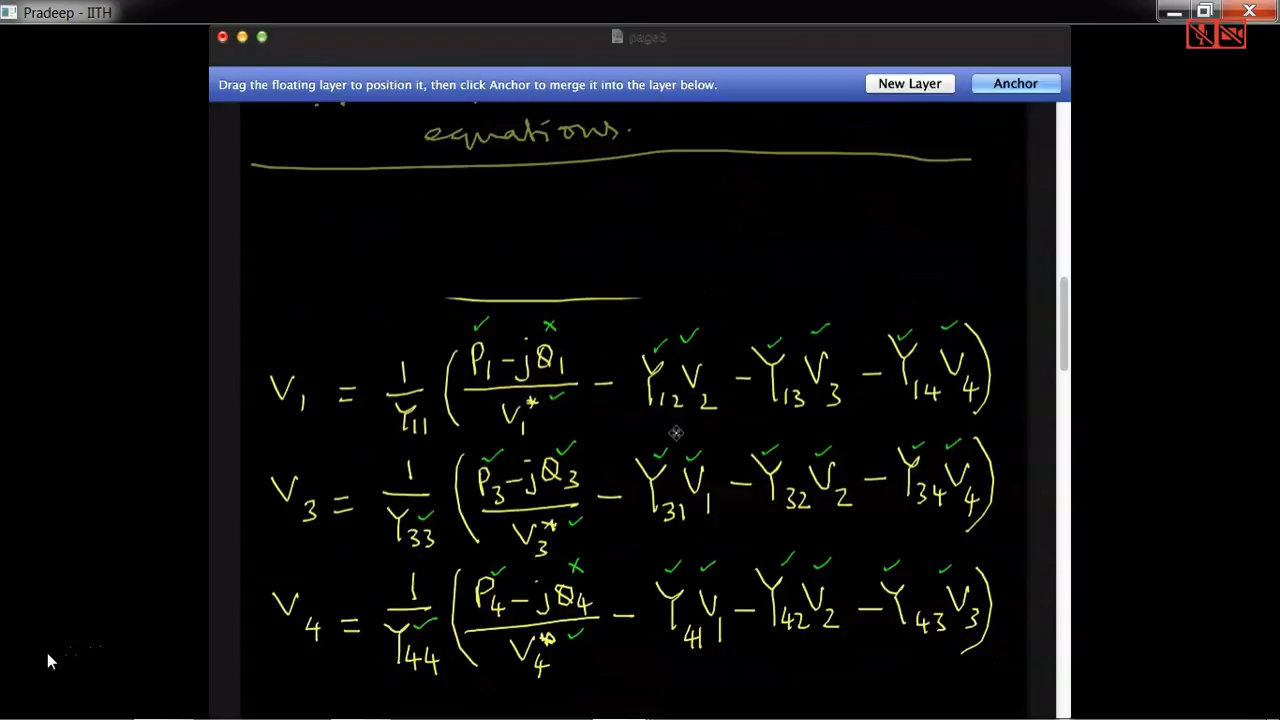 Pradeep - IITH
page3
Drag the floating layer to position it, then click Anchor to merge it into the layer below. New Layer Anchor
equations.
V₁ = 1/Y₁₁ ( (P₁ - jQ₁)/V₁* - Y₁₂V₂ - Y₁₃V₃ - Y₁₄V₄ )
V₃ = 1/Y₃₃ ( (P₃ - jQ₃)/V₃* - Y₃₁V₁ - Y₃₂V₂ - Y₃₄V₄ )
V₄ = 1/Y₄₄ ( (P₄ - jQ₄)/V₄* - Y₄₁V₁ - Y₄₂V₂ - Y₄₃V₃ )